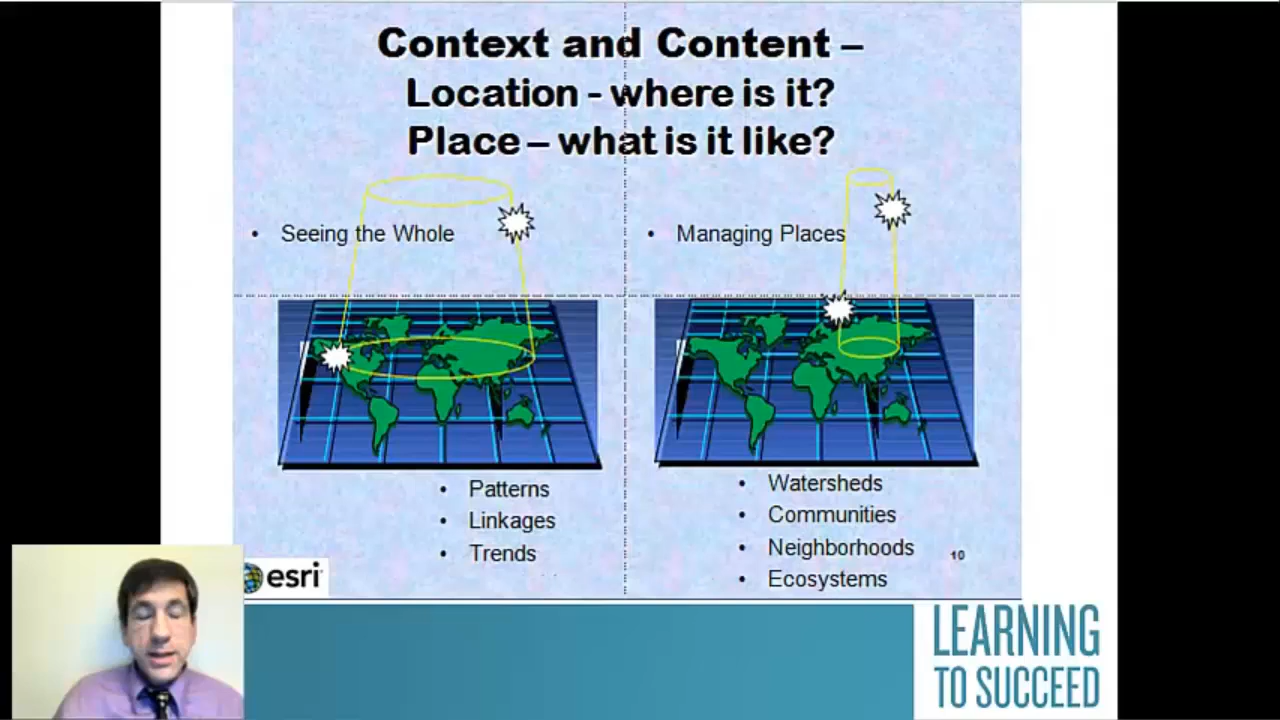 Context and Content –
Location - where is it?
Place – what is it like?
• Seeing the Whole
• Managing Places
• Patterns
• Linkages
• Trends
• Watersheds
• Communities
• Neighborhoods
• Ecosystems
10
esri
LEARNING
TO SUCCEED